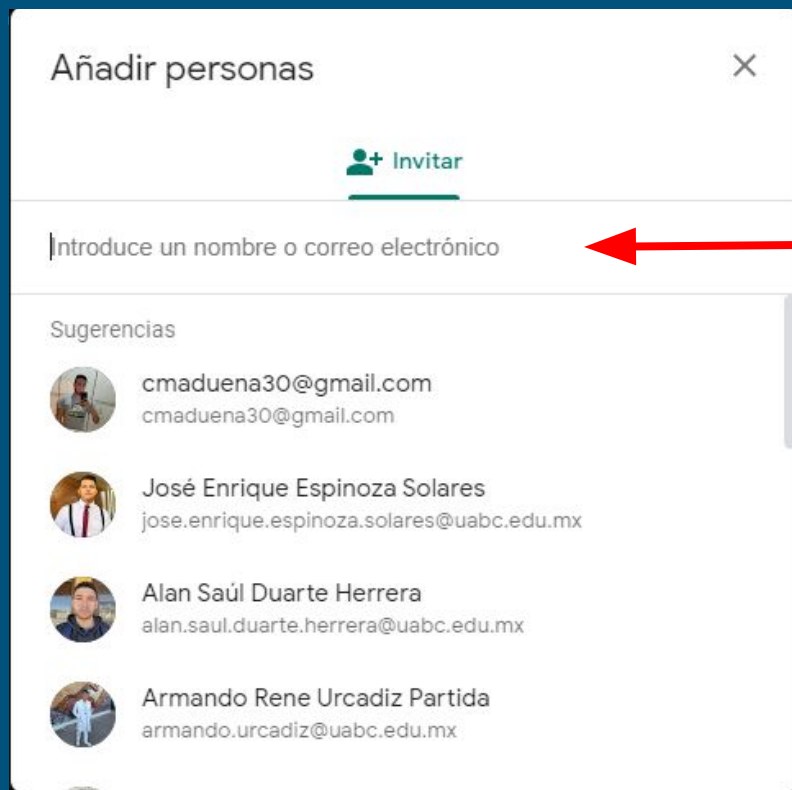 Añadir personas
Invitar
Introduce un nombre o correo electrónico
Sugerencias
cmaduena30@gmail.com
cmaduena30@gmail.com
José Enrique Espinoza Solares
jose.enrique.espinoza.solares@uabc.edu.mx
Alan Saúl Duarte Herrera
alan.saul.duarte.herrera@uabc.edu.mx
Armando Rene Urcadiz Partida
armando.urcadiz@uabc.edu.mx